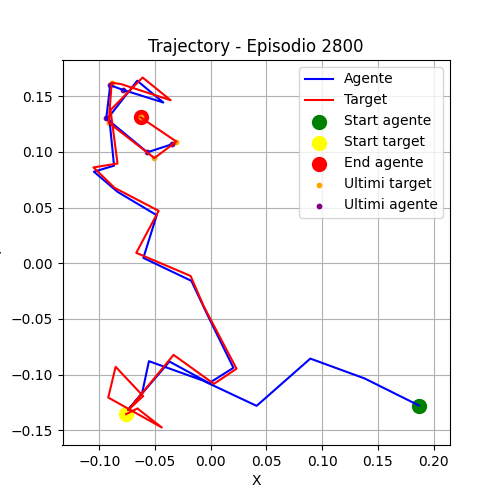 Trajectory - Episodio 2800
Agente
Target
Start agente
Start target
End agente
Ultimi target
Ultimi agente
0.15
0.10
0.05
0.00
−0.05
−0.10
−0.15
−0.10
−0.05
0.00
0.05
0.10
0.15
0.20
X